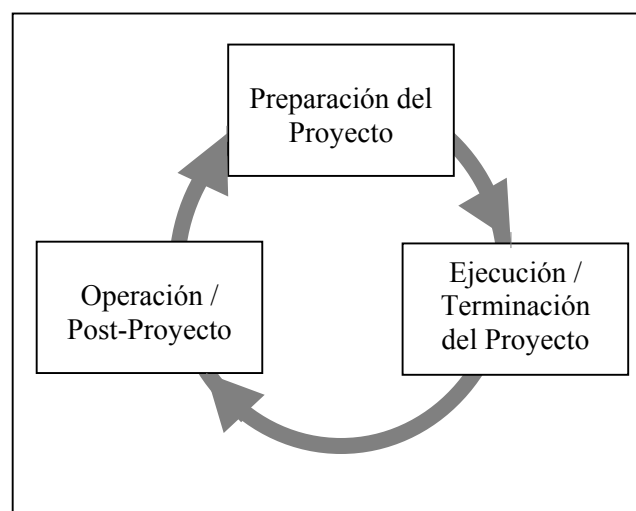 Preparación del
Proyecto
Ejecución /
Terminación
del Proyecto
Operación /
Post-Proyecto